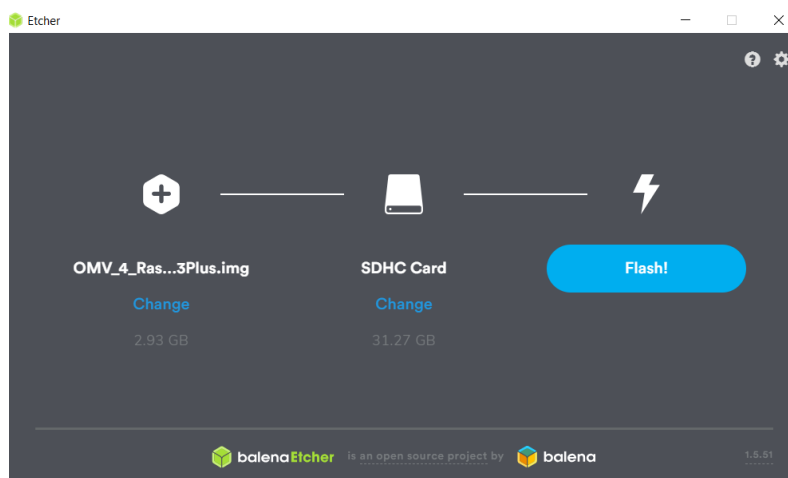 Etcher
OMV_4_Ras...3Plus.img
SDHC Card
Flash!
Change
Change
2.93 GB
31.27 GB
balenaEtcher is an open source project by balena
1.5.51